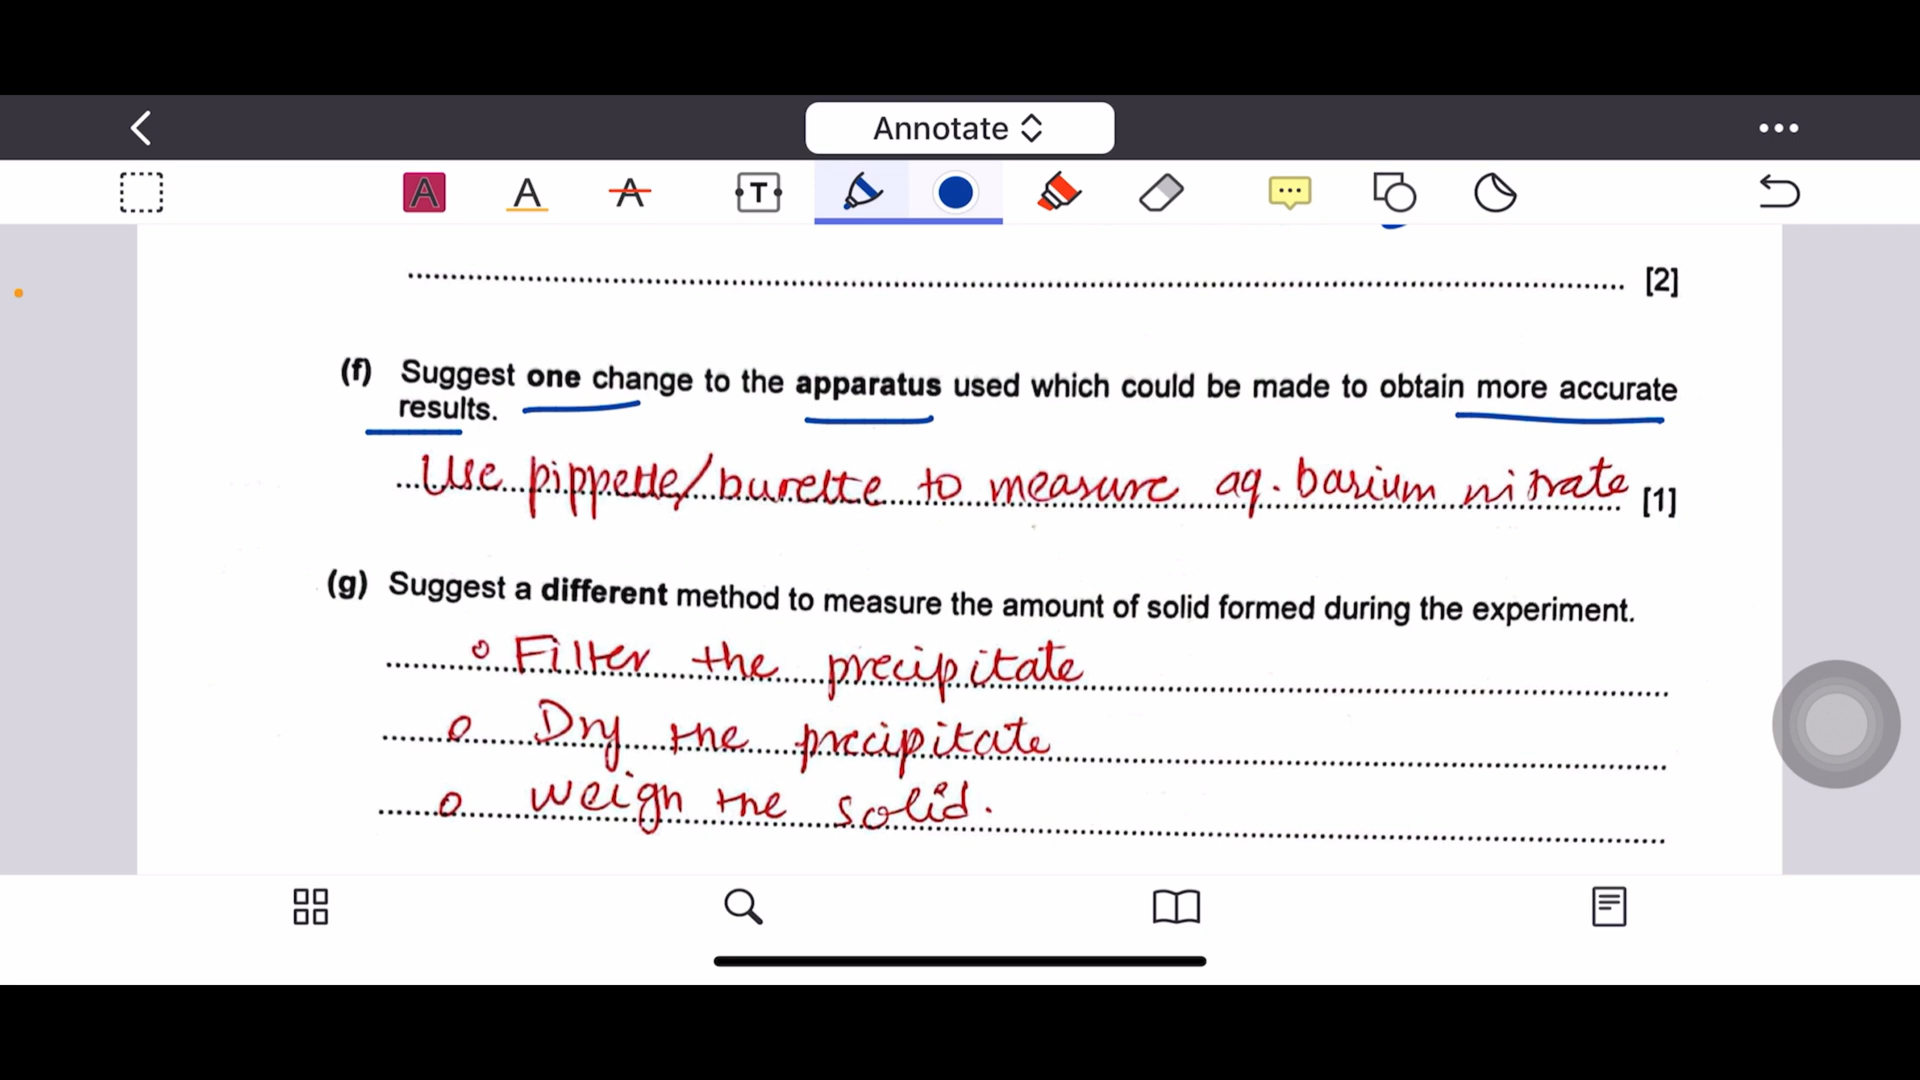 Annotate
A A A T
[2]
(f) Suggest one change to the apparatus used which could be made to obtain more accurate
results.
Use pippette/burette to measure aq. barium nitrate [1]
(g) Suggest a different method to measure the amount of solid formed during the experiment.
Filter the precipitate
Dry the precipitate
weigh the solid.